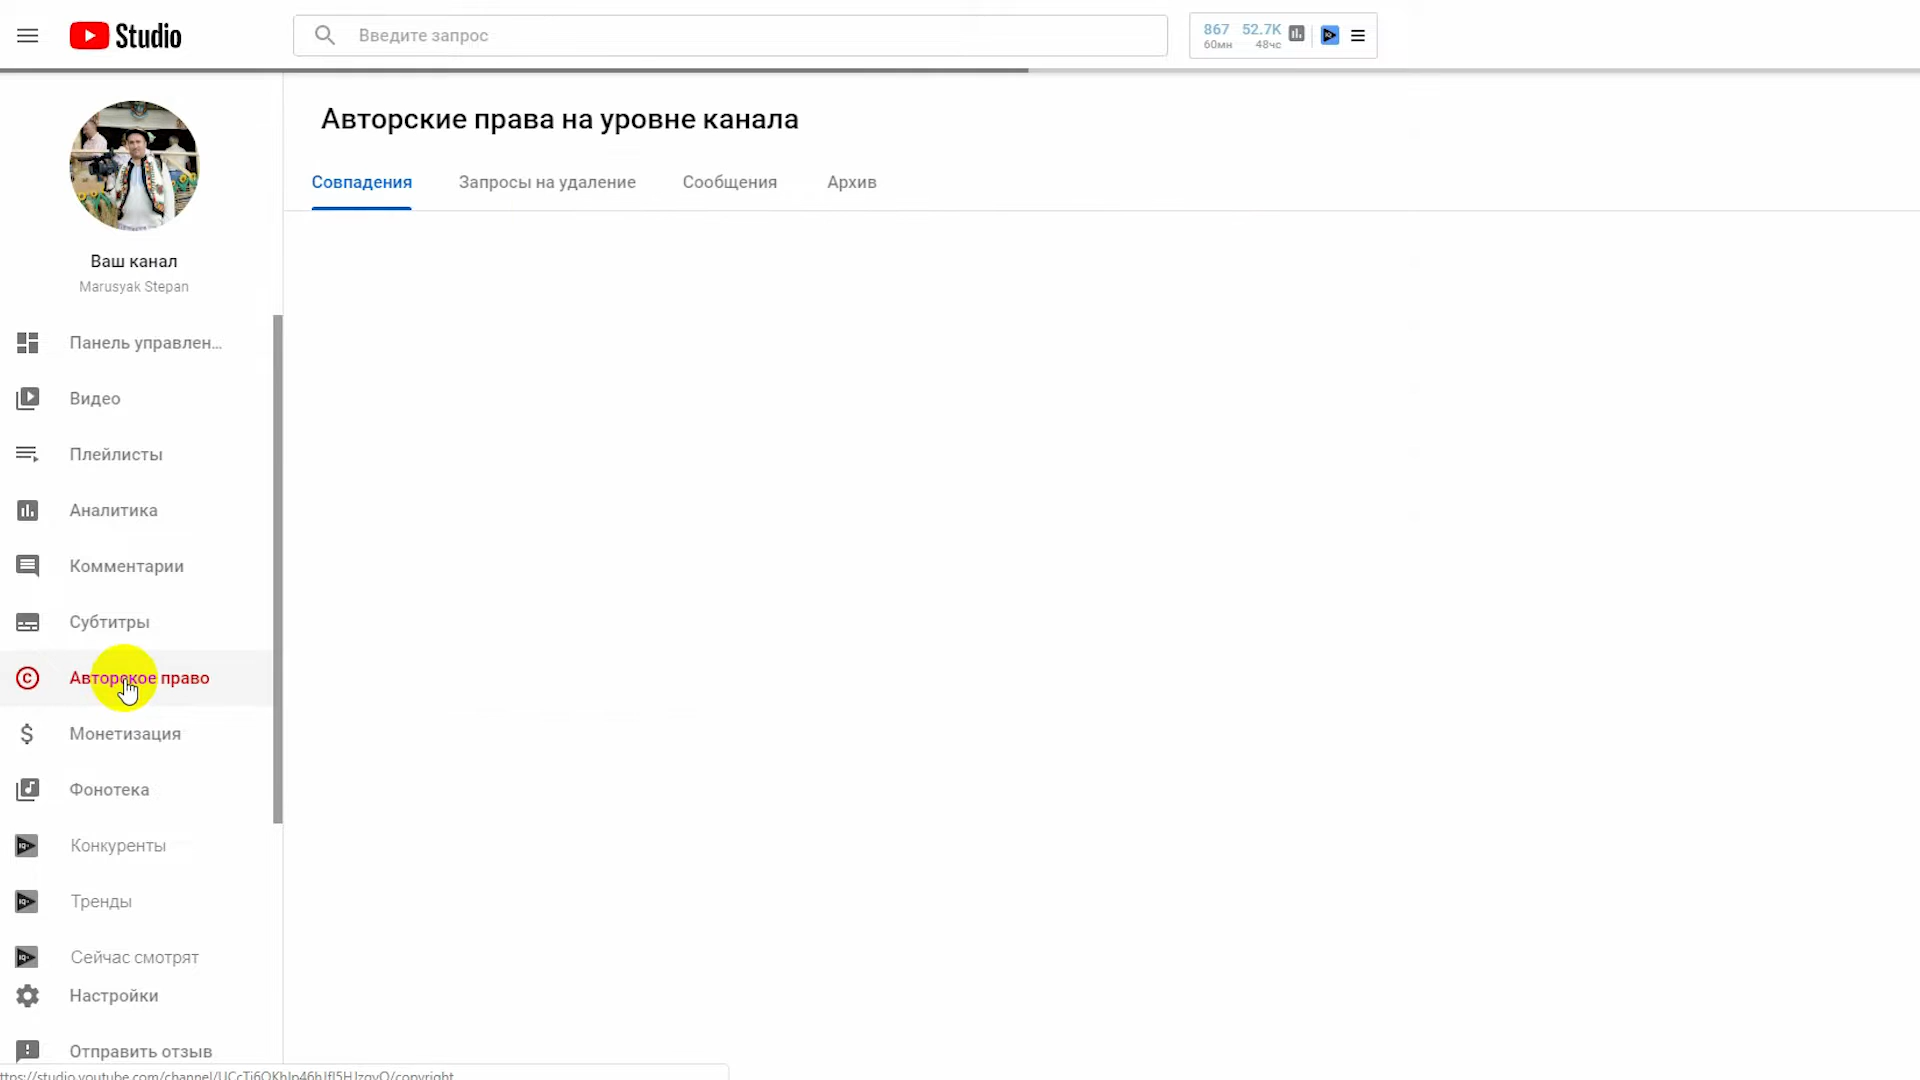 Studio
Введите запрос
867 52.7K
60мн 48чс
Авторские права на уровне канала
Совпадения Запросы на удаление Сообщения Архив
Ваш канал
Marusyak Stepan
Панель управлен...
Видео
Плейлисты
Аналитика
Комментарии
Субтитры
Авторское право
Монетизация
Фонотека
Конкуренты
Тренды
Сейчас смотрят
Настройки
Отправить отзыв